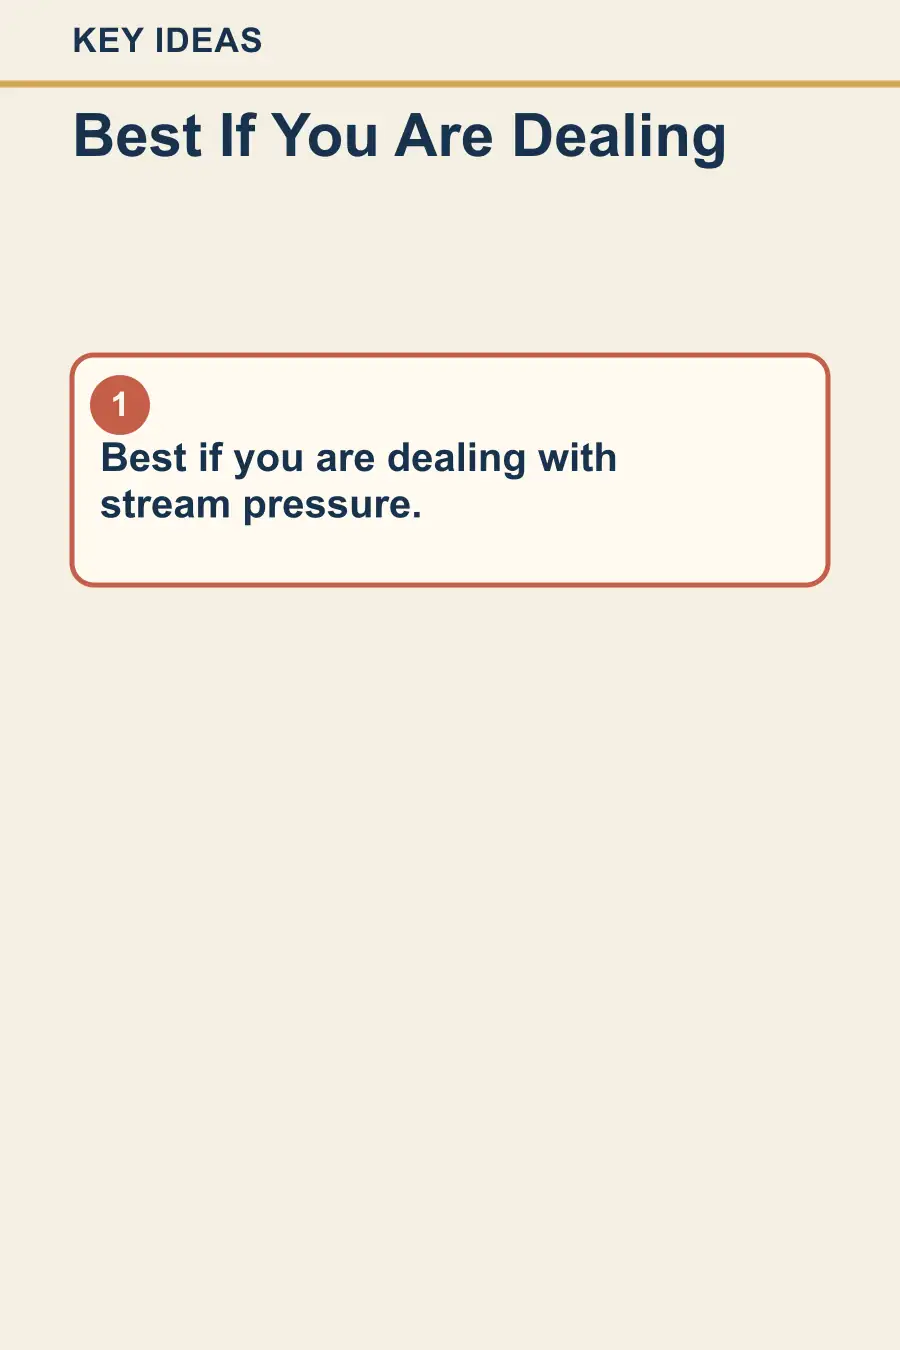 KEY IDEAS
Best If You Are Dealing
1
Best if you are dealing with
stream pressure.